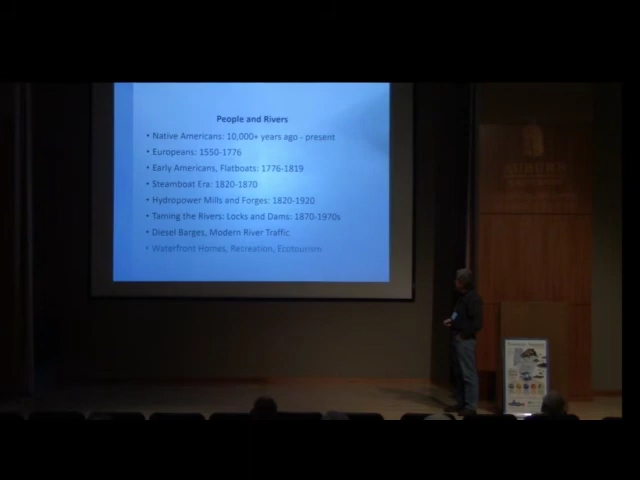 People and Rivers
• Native Americans: 10,000+ years ago - present
• Europeans: 1550-1776
• Early Americans, Flatboats: 1776-1819
• Steamboat Era: 1820-1870
• Hydropower Mills and Forges: 1820-1920
• Taming the Rivers: Locks and Dams: 1870-1970s
• Diesel Barges, Modern River Traffic
• Waterfront Homes, Recreation, Ecotourism
AUBURN